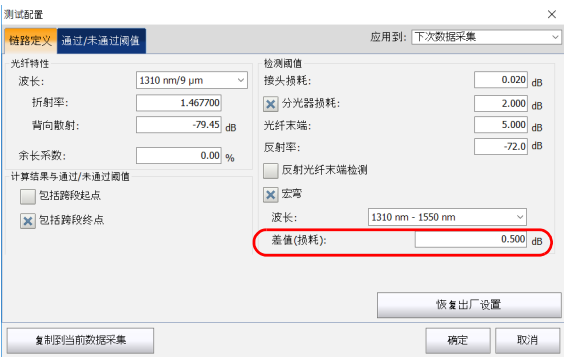 测试配置
链路定义 通过/未通过阈值 应用到: 下次数据采集
光纤特性
波长: 1310 nm/9 µm
折射率: 1.467700
背向散射: -79.45 dB
余长系数: 0.00 %
计算结果与通过/未通过阈值
包括跨段起点
包括跨段终点
检测阈值
接头损耗: 0.020 dB
分光器损耗: 2.000 dB
光纤末端: 5.000 dB
反射率: -72.0 dB
反射光纤末端检测
宏弯
波长: 1310 nm - 1550 nm
差值(损耗): 0.500 dB
恢复出厂设置
复制到当前数据采集 确定 取消